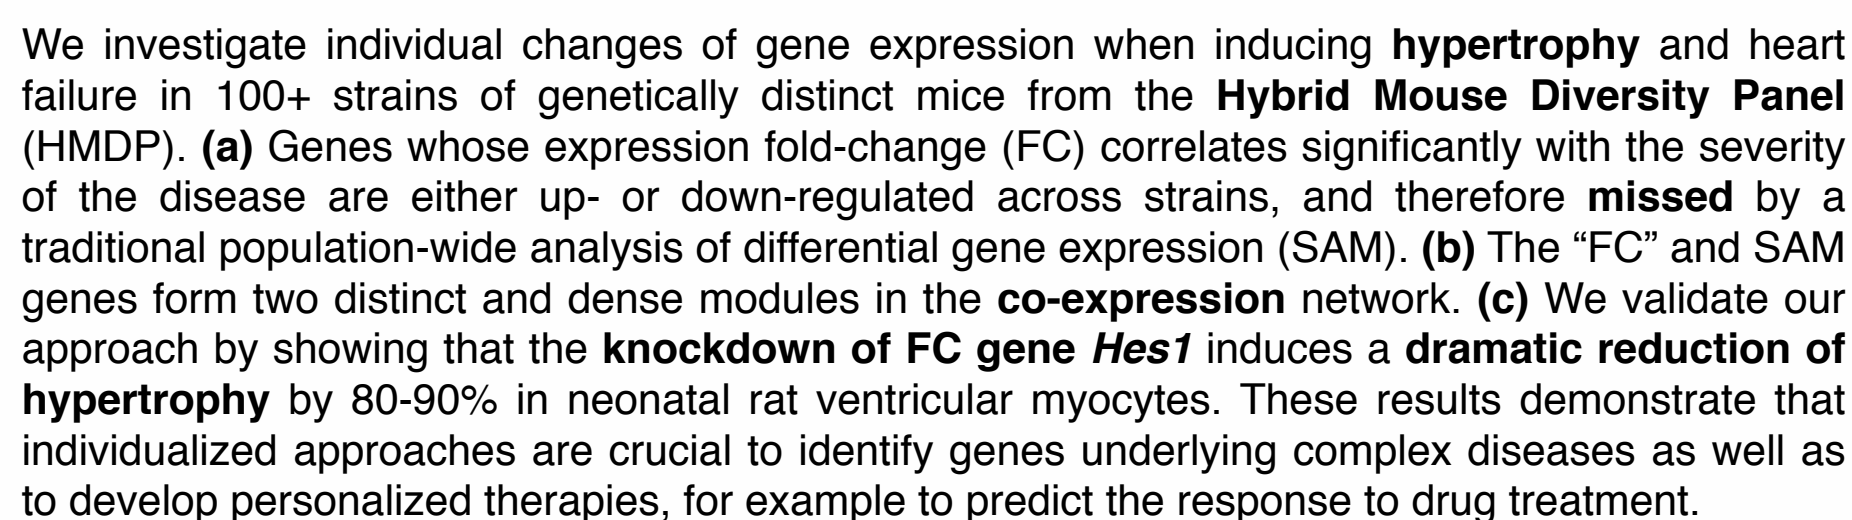 We investigate individual changes of gene expression when inducing hypertrophy and heart
failure in 100+ strains of genetically distinct mice from the Hybrid Mouse Diversity Panel
(HMDP). (a) Genes whose expression fold-change (FC) correlates significantly with the severity
of the disease are either up- or down-regulated across strains, and therefore missed by a
traditional population-wide analysis of differential gene expression (SAM). (b) The “FC” and SAM
genes form two distinct and dense modules in the co-expression network. (c) We validate our
approach by showing that the knockdown of FC gene Hes1 induces a dramatic reduction of
hypertrophy by 80-90% in neonatal rat ventricular myocytes. These results demonstrate that
individualized approaches are crucial to identify genes underlying complex diseases as well as
to develop personalized therapies, for example to predict the response to drug treatment.